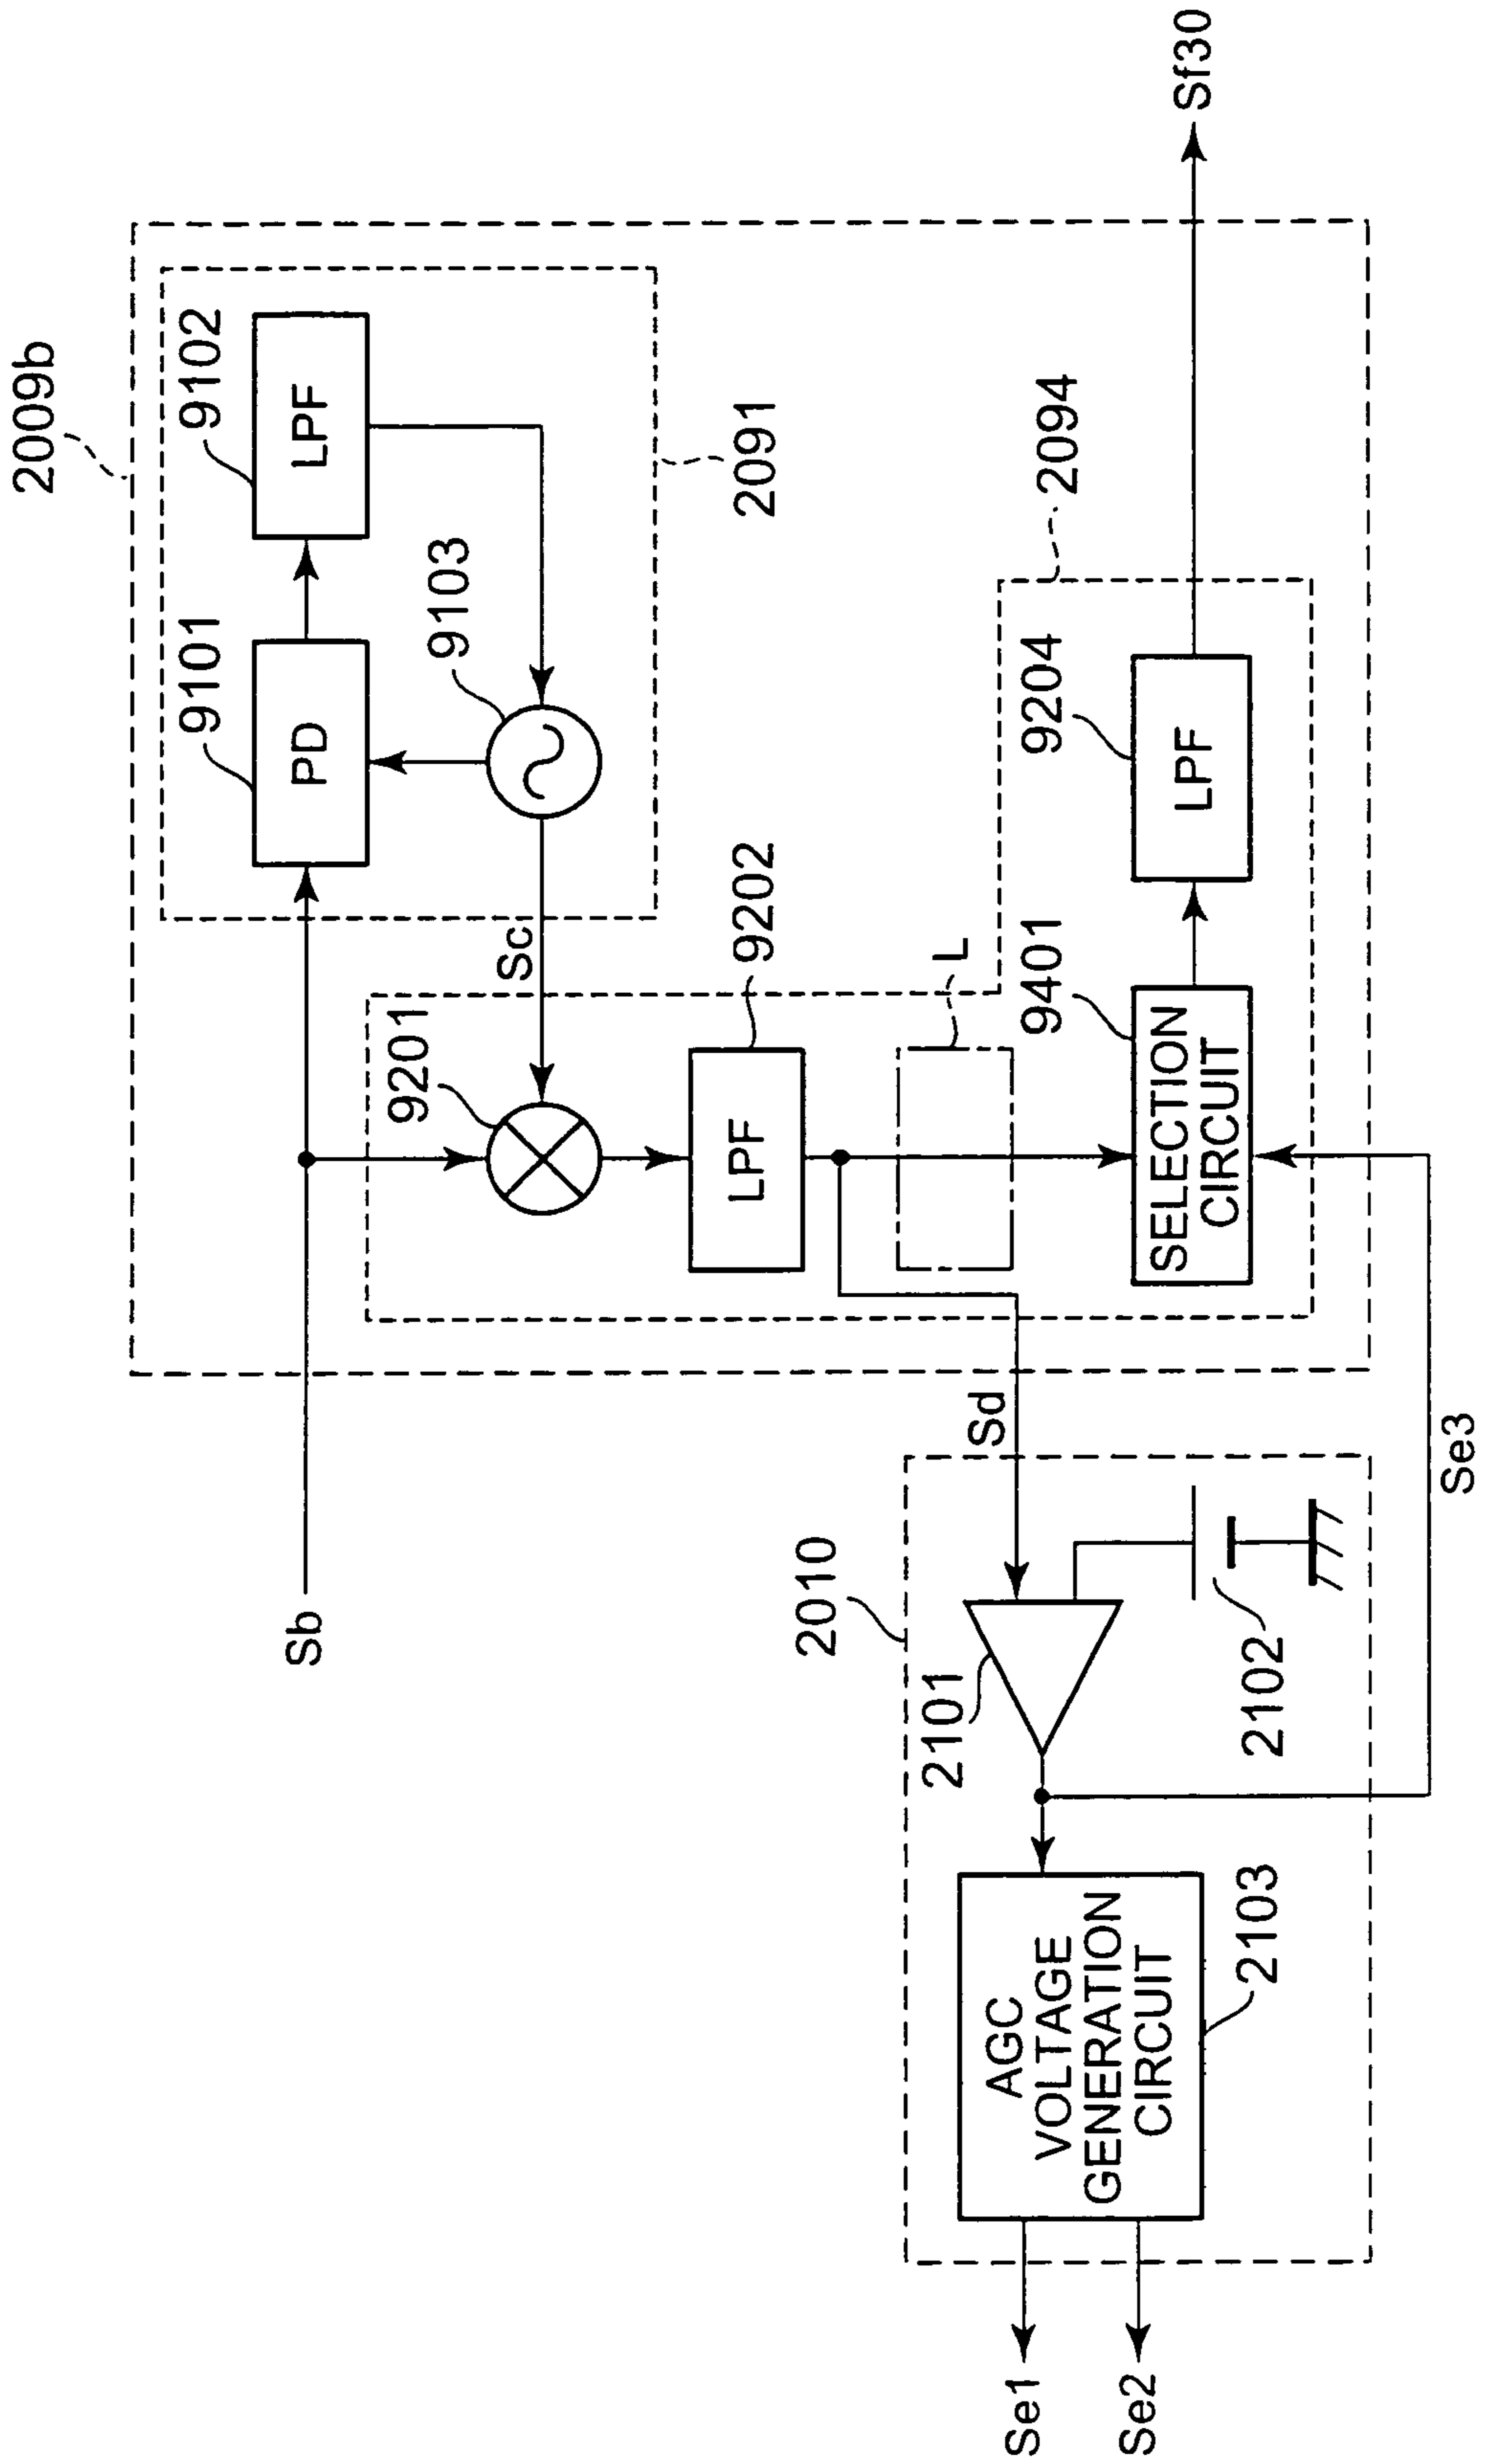 2009b
9101
9102
PD
LPF
9103
2091
Sb
Sc
9201
9202
LPF
L
2094
9401
SELECTION
CIRCUIT
9204
LPF
Sf30
Sd
2010
2101
2102
AGC
VOLTAGE
GENERATION
CIRCUIT
2103
Se1
Se2
Se3